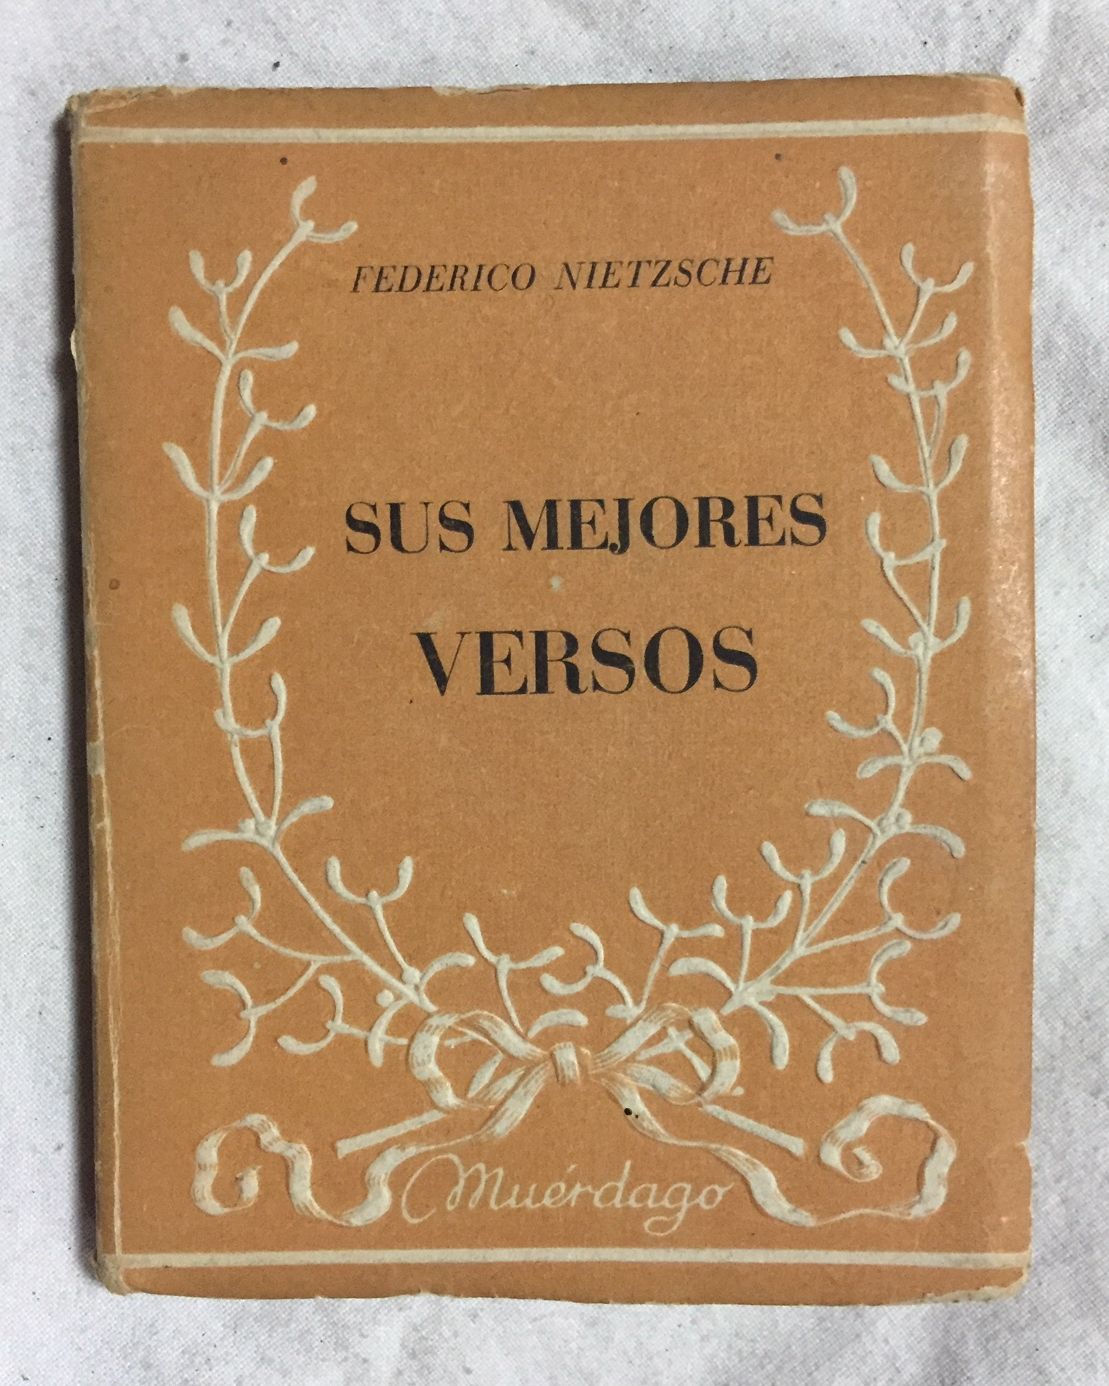 FEDERICO NIETZSCHE
SUS MEJORES
VERSOS
Muérdago